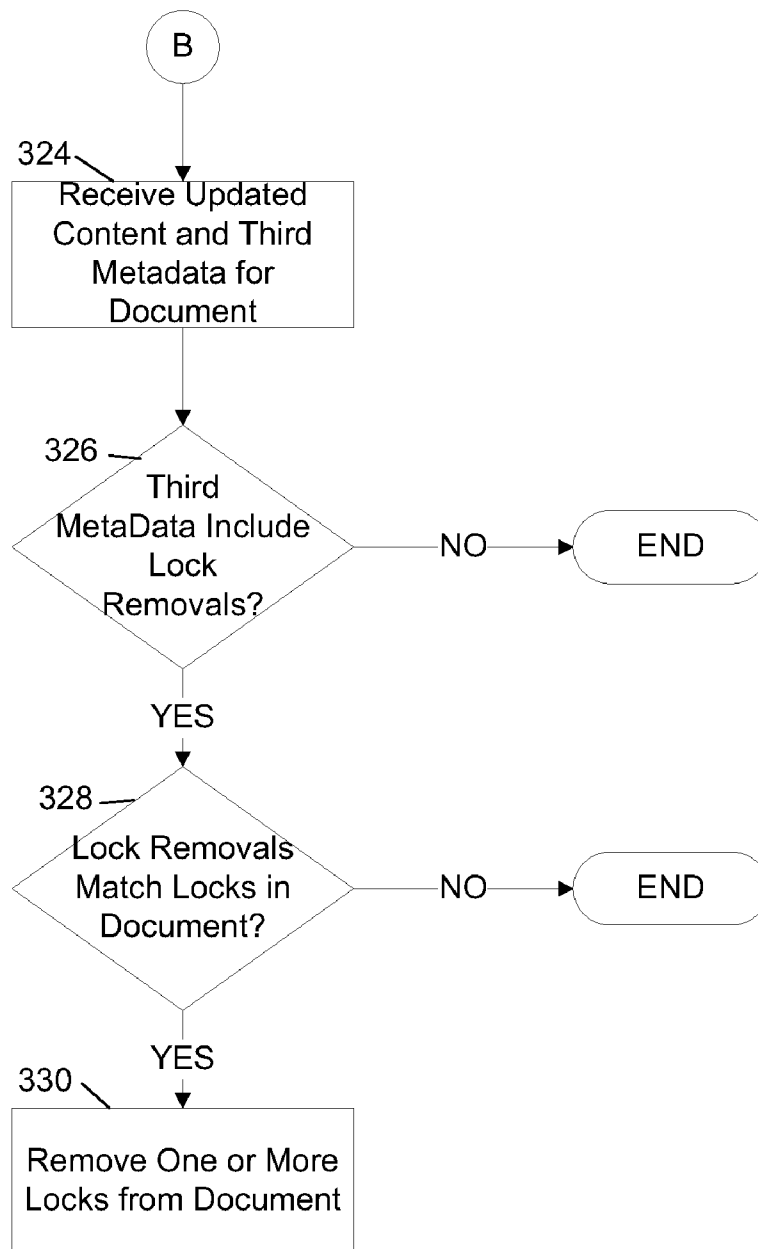 B
324
Receive Updated
Content and Third
Metadata for
Document
326
Third
MetaData Include
Lock
Removals?
NO
END
YES
328
Lock Removals
Match Locks in
Document?
NO
END
YES
330
Remove One or More
Locks from Document